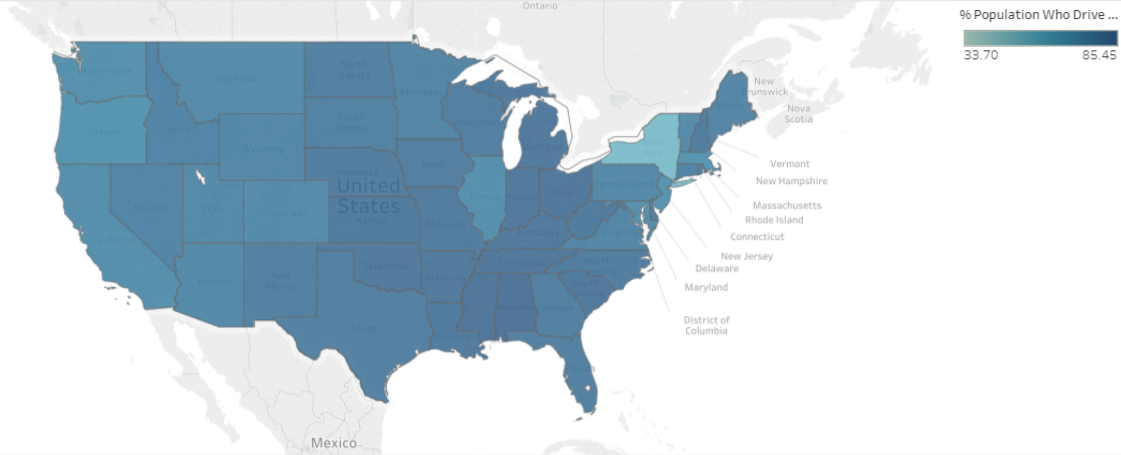 Ontario
% Population Who Drive ...
33.70
85.45
Washington
Montana
North
Dakota
Minnesota
New
Brunswick
Maine
Nova
Scotia
Oregon
Idaho
Wyoming
South
Dakota
Wisconsin
Michigan
New
York
Vermont
New Hampshire
Massachusetts
Rhode Island
Connecticut
New Jersey
Delaware
Maryland
District of
Columbia
Nevada
Utah
Colorado
Nebraska
Iowa
Illinois
Indiana
Ohio
Pennsylvania
United
States
Kansas
Missouri
Kentucky
Virginia
California
Arizona
New
Mexico
Oklahoma
Arkansas
Tennessee
North
Carolina
South
Carolina
Texas
Alabama
Georgia
Mexico